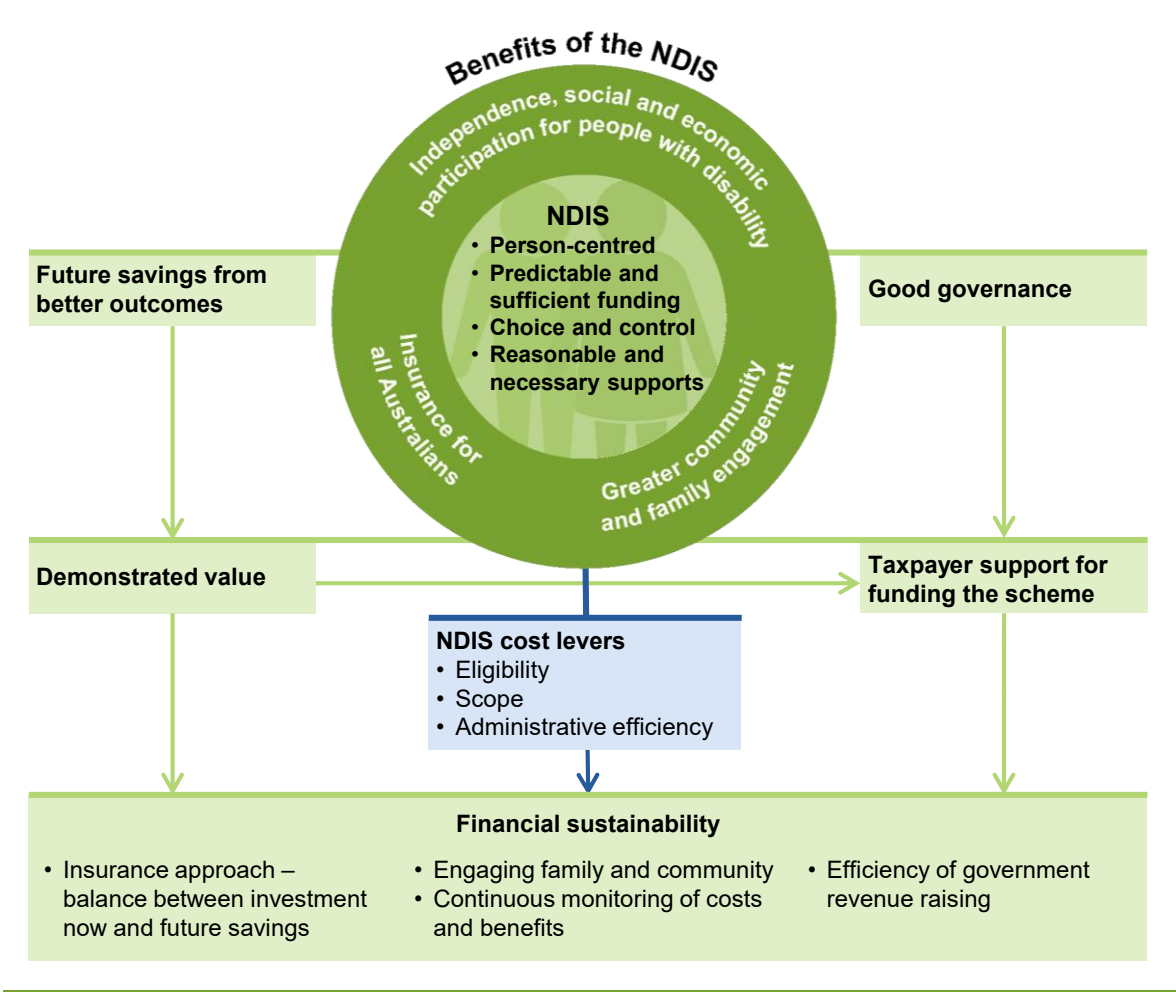 Benefits of the NDIS
Independence, social and economic
participation for people with disability
NDIS
• Person-centred
• Predictable and
sufficient funding
• Choice and control
• Reasonable and
necessary supports
Insurance for
all Australians
Greater community
and family engagement
Future savings from
better outcomes
Good governance
Demonstrated value
Taxpayer support for
funding the scheme
NDIS cost levers
• Eligibility
• Scope
• Administrative efficiency
Financial sustainability
• Insurance approach –
balance between investment
now and future savings
• Engaging family and community
• Continuous monitoring of costs
and benefits
• Efficiency of government
revenue raising